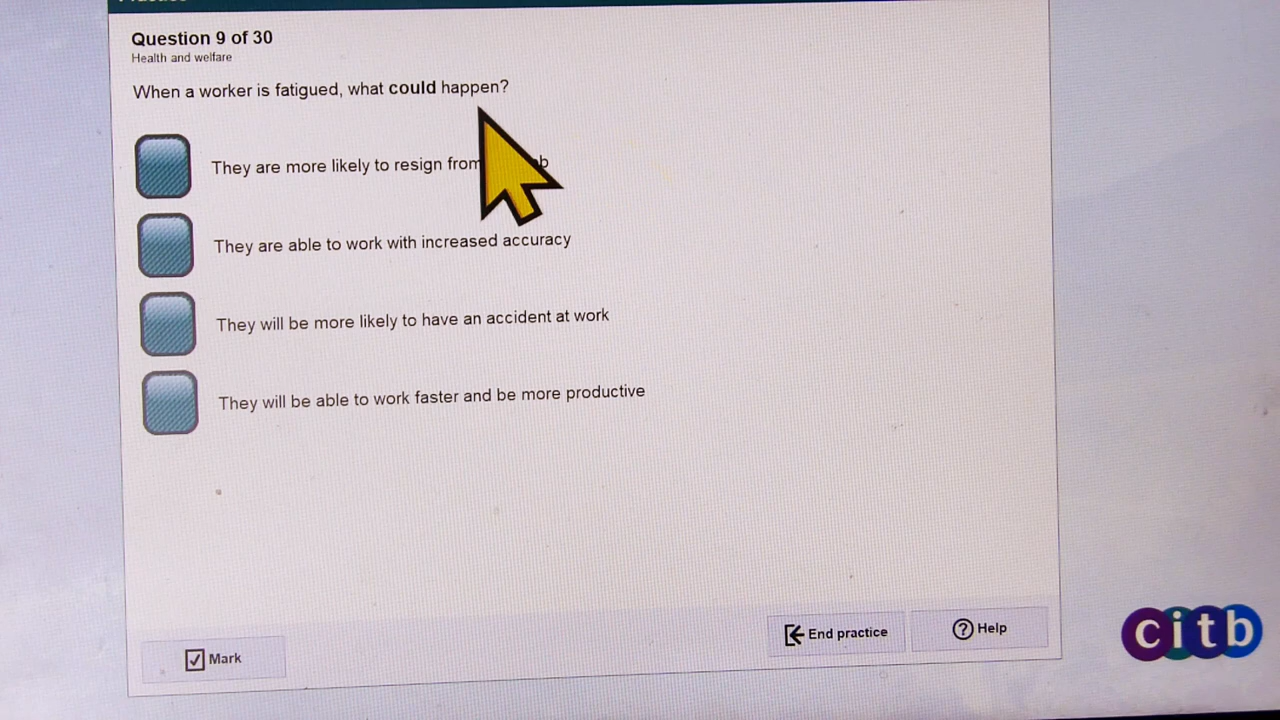 Question 9 of 30
Health and welfare
When a worker is fatigued, what could happen?
They are more likely to resign from
They are able to work with increased accuracy
They will be more likely to have an accident at work
They will be able to work faster and be more productive
Mark
End practice
Help
citb